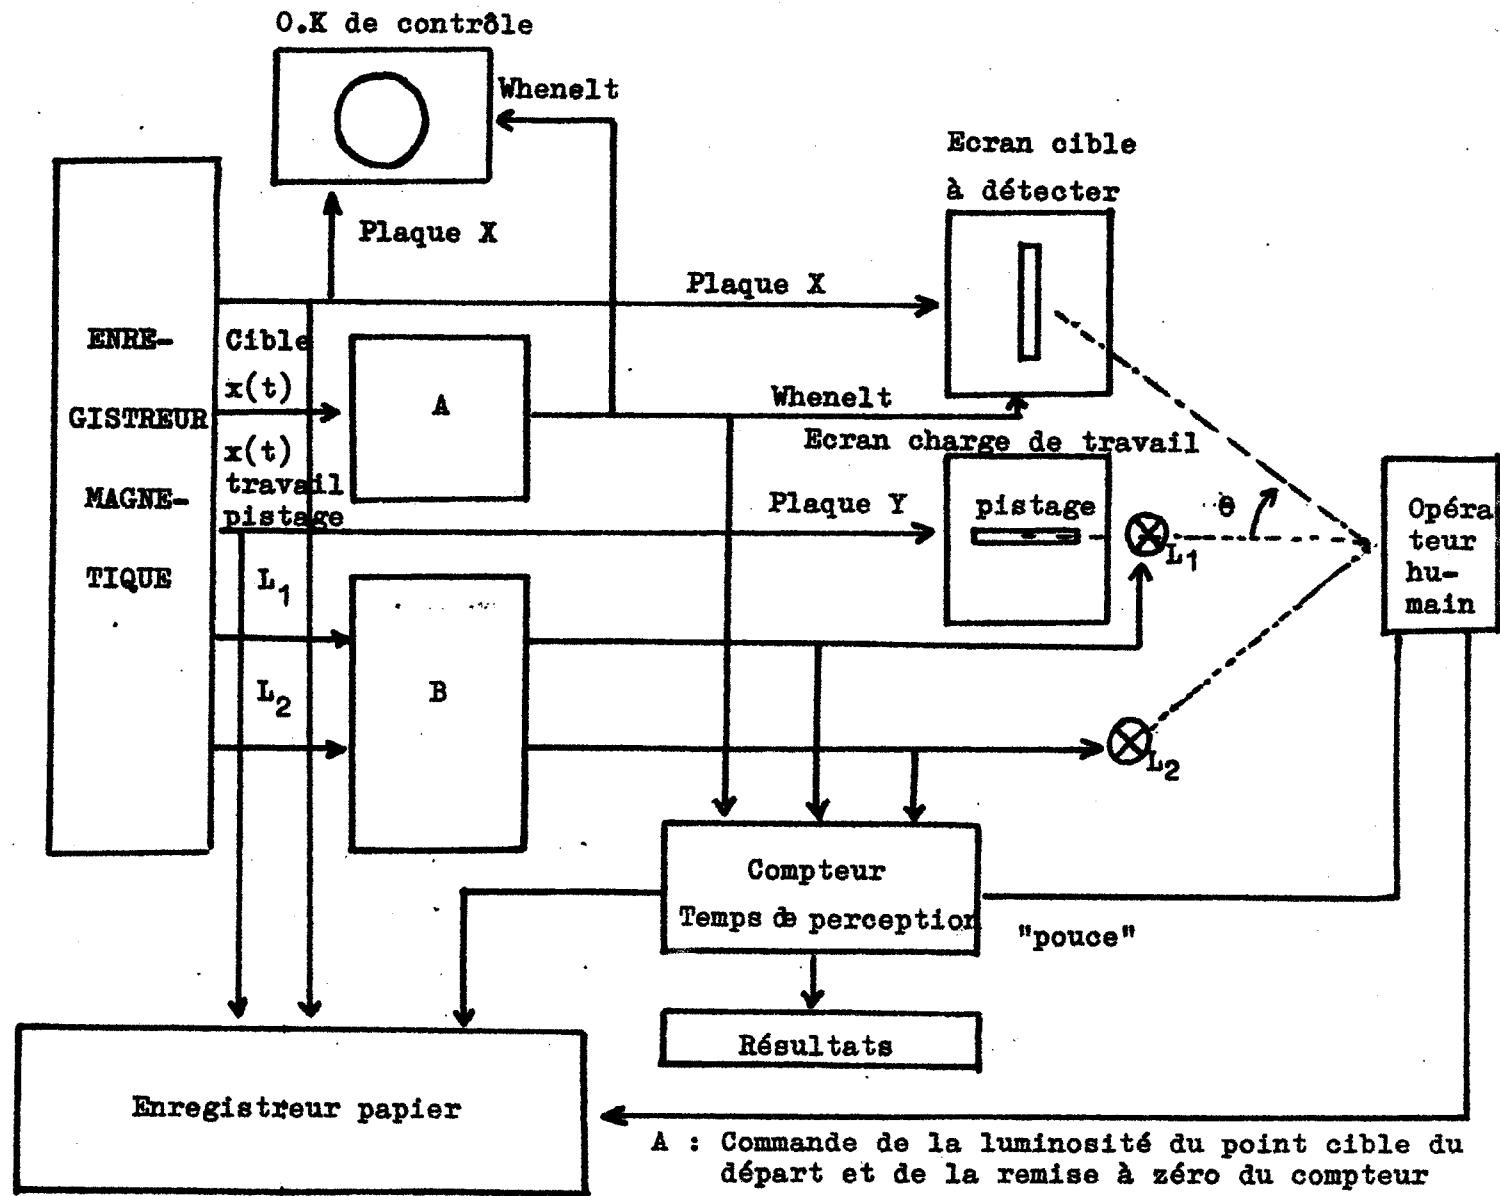 O.K de contrôle
Whenelt
Ecran cible
à détecter
Plaque X
Plaque X
ENRE-
GISTREUR
MAGNE-
TIQUE
Cible
x(t)
x(t)
travail
pistage
L1
L2
A
B
Whenelt
Ecran charge de travail
Plaque Y
pistage
θ
L1
L2
Opéra
teur
hu-
main
Compteur
Temps de perception
"pouce"
Résultats
Enregistreur papier
A : Commande de la luminosité du point cible du
départ et de la remise à zéro du compteur